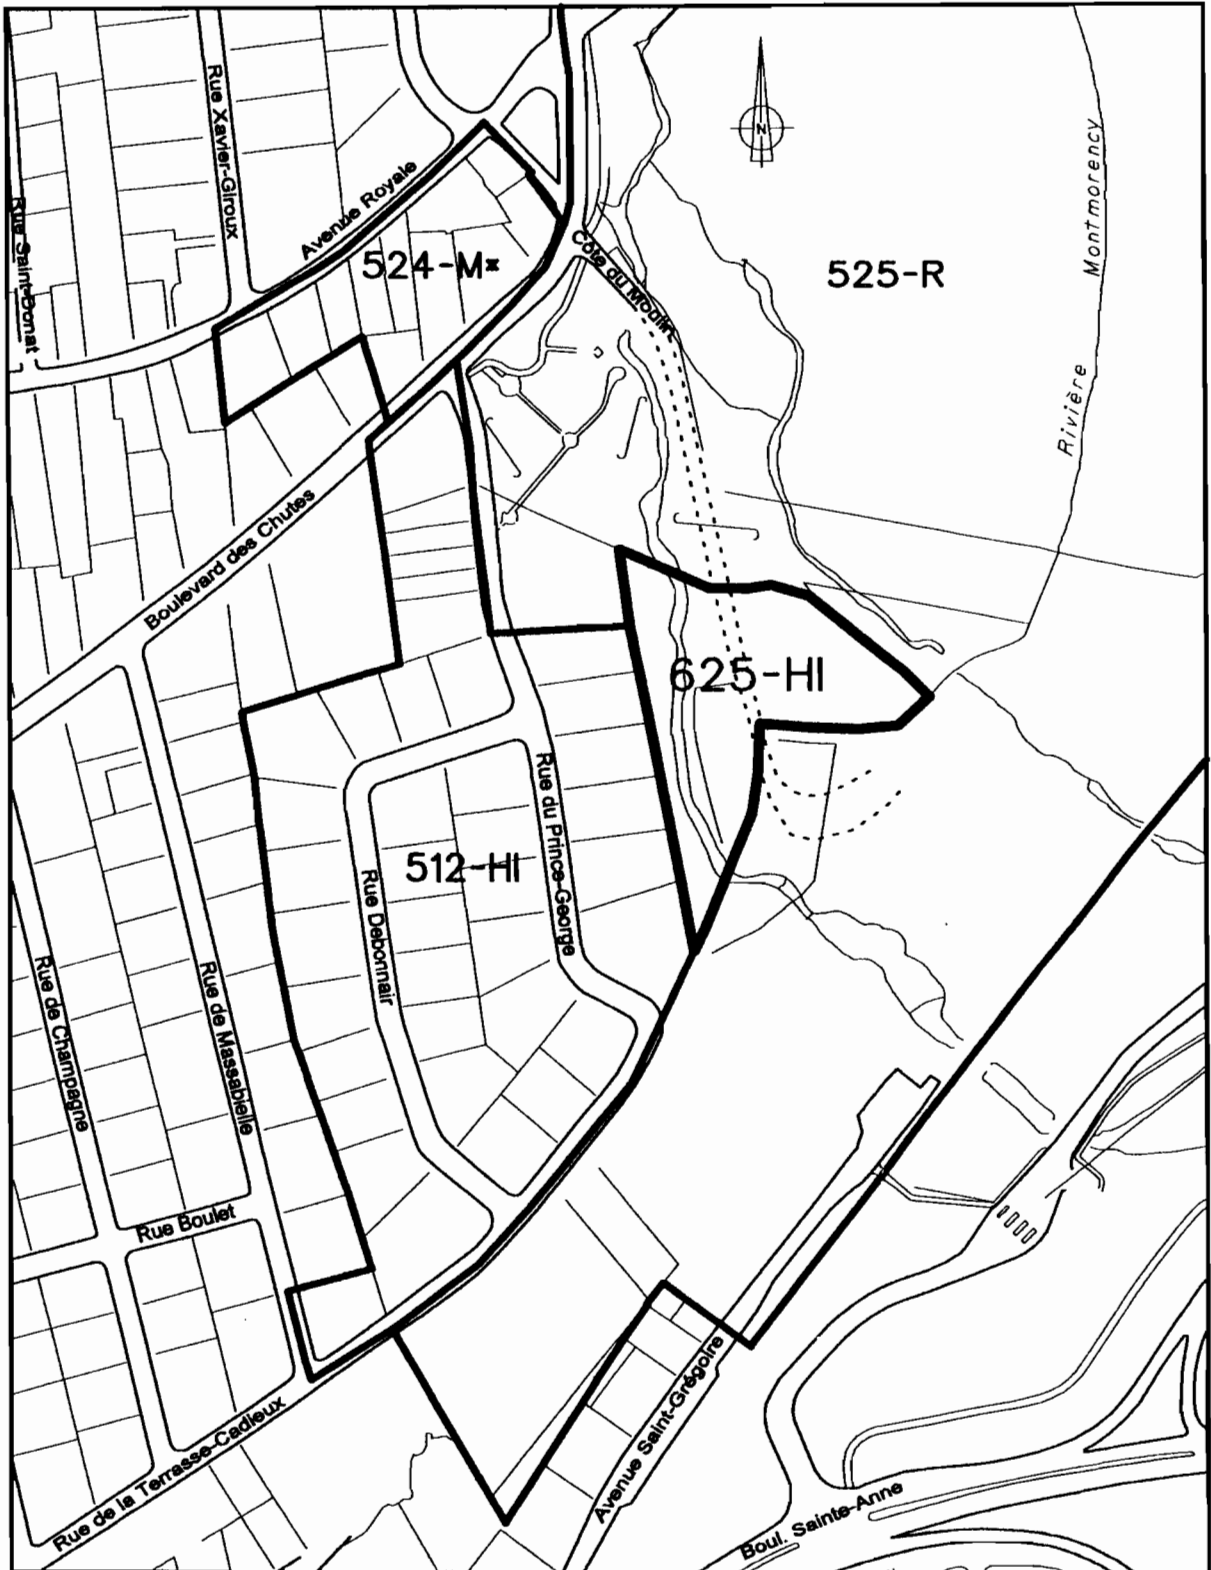 Rue Xavier-Giroux
Avenue Royale
Rue Saint-Donat
524-M*
N
Côte du Moulin
525-R
Rivière Montmorency
Boulevard des Chutes
625-HI
512-HI
Rue du Prince-George
Rue Debonnair
Rue de Massabielle
Rue de Champagne
Rue Boulet
Rue de la Terrasse-Cadieux
Avenue Saint-Grégoire
Boul. Sainte-Anne